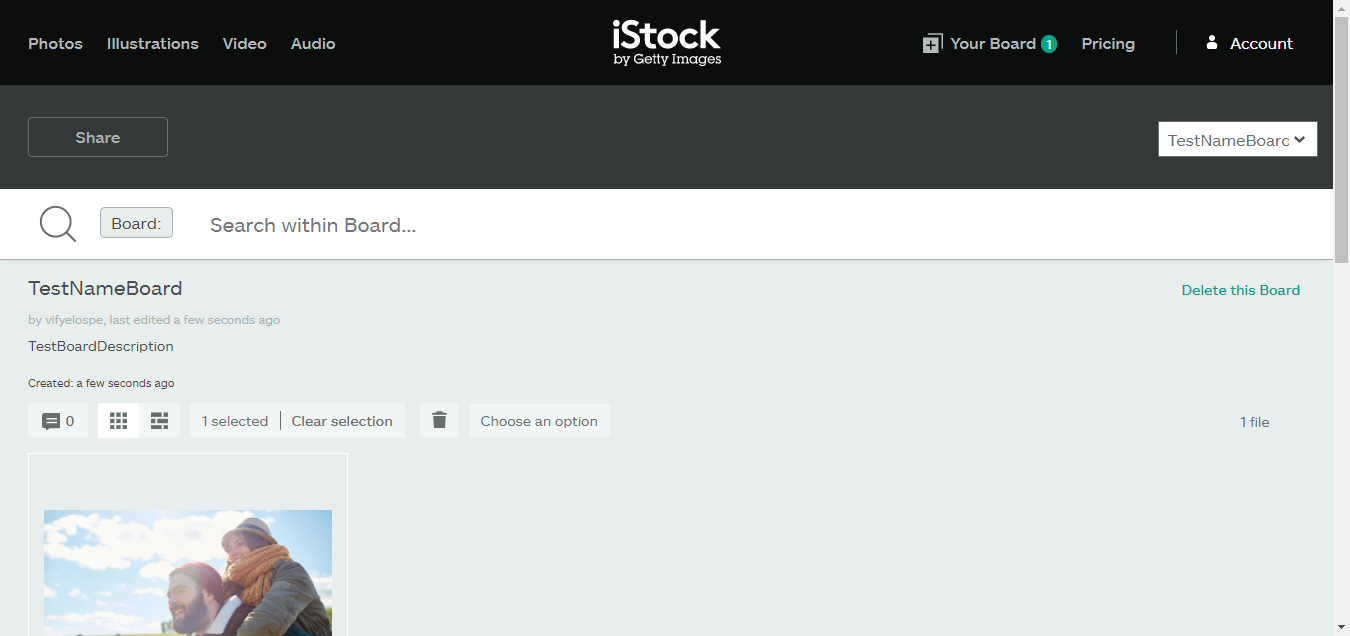 Photos Illustrations Video Audio
iStock
by Getty Images
Your Board 1 Pricing Account
Share
TestNameBoard
Board: Search within Board...
TestNameBoard
Delete this Board
by vifyelospe, last edited a few seconds ago
TestBoardDescription
Created: a few seconds ago
0 1 selected Clear selection Choose an option 1 file